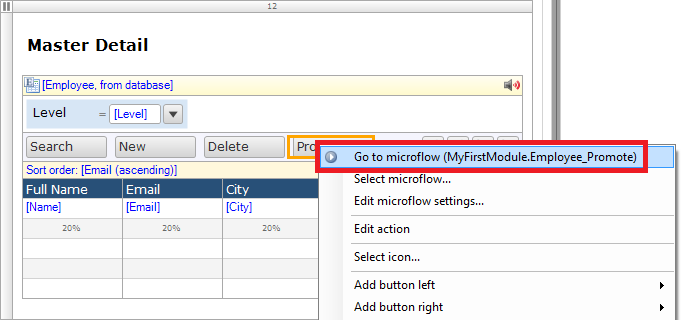 12
Master Detail
[Employee, from database]
Level = [Level]
Search New Delete Pro
Go to microflow (MyFirstModule.Employee_Promote)
Sort order: [Email (ascending)]
Select microflow...
Full Name Email City
Edit microflow settings...
[Name] [Email] [City]
20% 20% 20%
Edit action
Select icon...
Add button left
Add button right